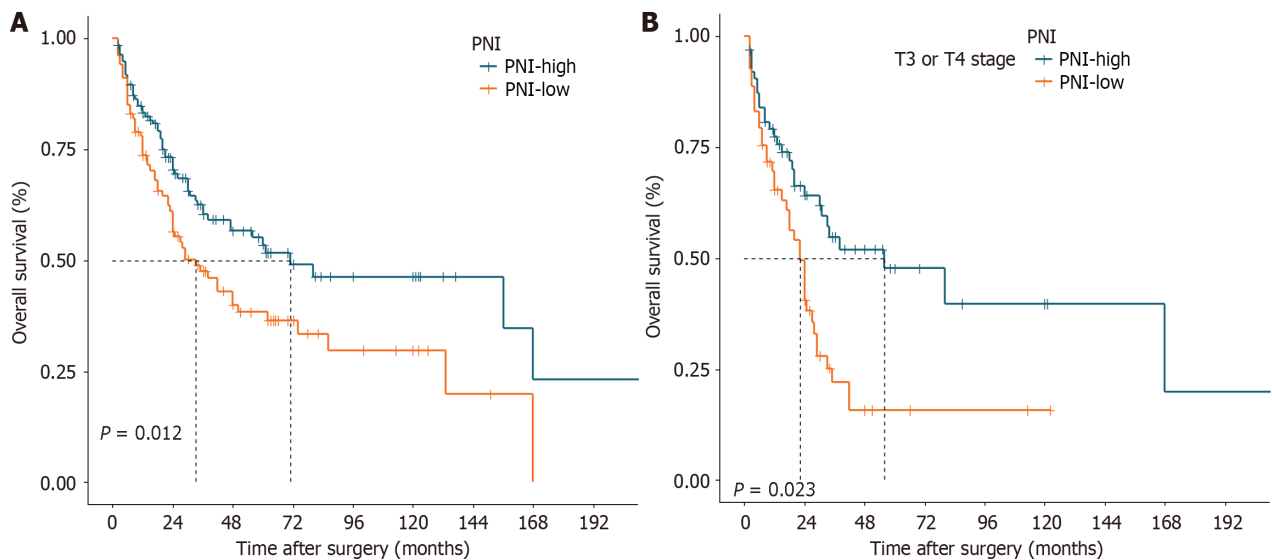 A
PNI
PNI-high
PNI-low
Overall survival (%)
1.00
0.75
0.50
0.25
0.00
P = 0.012
0 24 48 72 96 120 144 168 192
Time after surgery (months)
B
PNI
T3 or T4 stage
PNI-high
PNI-low
Overall survival (%)
1.00
0.75
0.50
0.25
0.00
P = 0.023
0 24 48 72 96 120 144 168 192
Time after surgery (months)